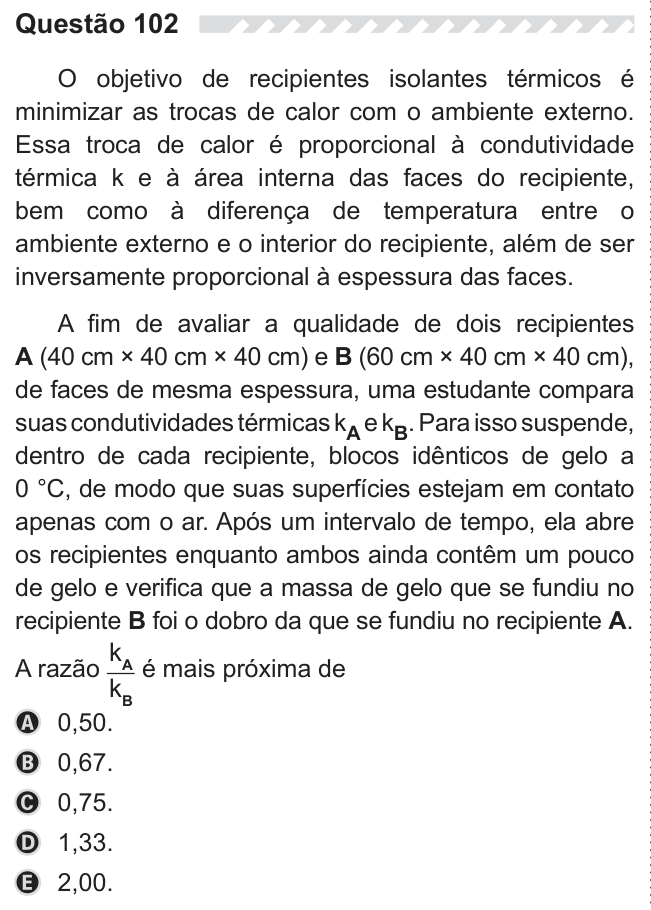 Questão 102
O objetivo de recipientes isolantes térmicos é
minimizar as trocas de calor com o ambiente externo.
Essa troca de calor é proporcional à condutividade
térmica k e à área interna das faces do recipiente,
bem como à diferença de temperatura entre o
ambiente externo e o interior do recipiente, além de ser
inversamente proporcional à espessura das faces.
A fim de avaliar a qualidade de dois recipientes
A (40 cm × 40 cm × 40 cm) e B (60 cm × 40 cm × 40 cm),
de faces de mesma espessura, uma estudante compara
suas condutividades térmicas k_A e k_B. Para isso suspende,
dentro de cada recipiente, blocos idênticos de gelo a
0 °C, de modo que suas superfícies estejam em contato
apenas com o ar. Após um intervalo de tempo, ela abre
os recipientes enquanto ambos ainda contêm um pouco
de gelo e verifica que a massa de gelo que se fundiu no
recipiente B foi o dobro da que se fundiu no recipiente A.
A razão k_A/k_B é mais próxima de
A 0,50.
B 0,67.
C 0,75.
D 1,33.
E 2,00.